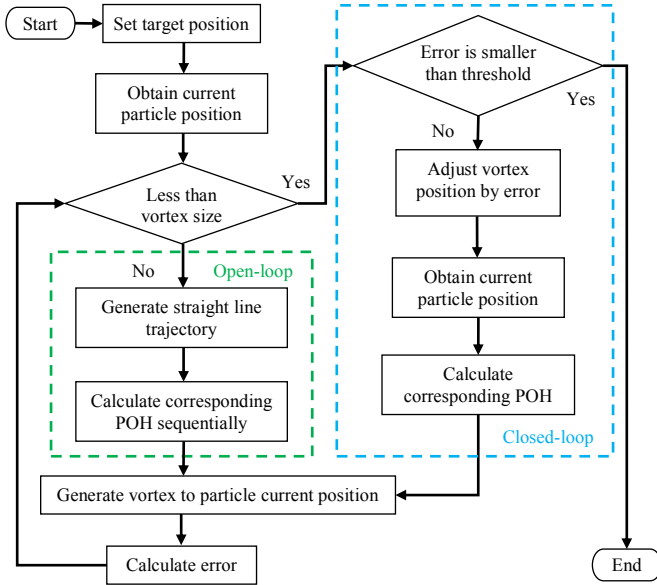 Start
Set target position
Obtain current
particle position
Less than
vortex size
Yes
No
Open-loop
Generate straight line
trajectory
Calculate corresponding
POH sequentially
Generate vortex to particle current position
Calculate error
Error is smaller
than threshold
Yes
No
Adjust vortex
position by error
Obtain current
particle position
Calculate
corresponding POH
Closed-loop
End